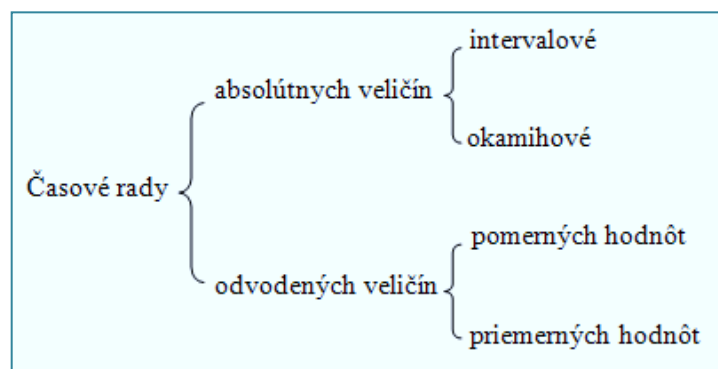 intervalové
absolútnych veličín
okamihové
Časové rady
pomerných hodnôt
odvodených veličín
priemerných hodnôt